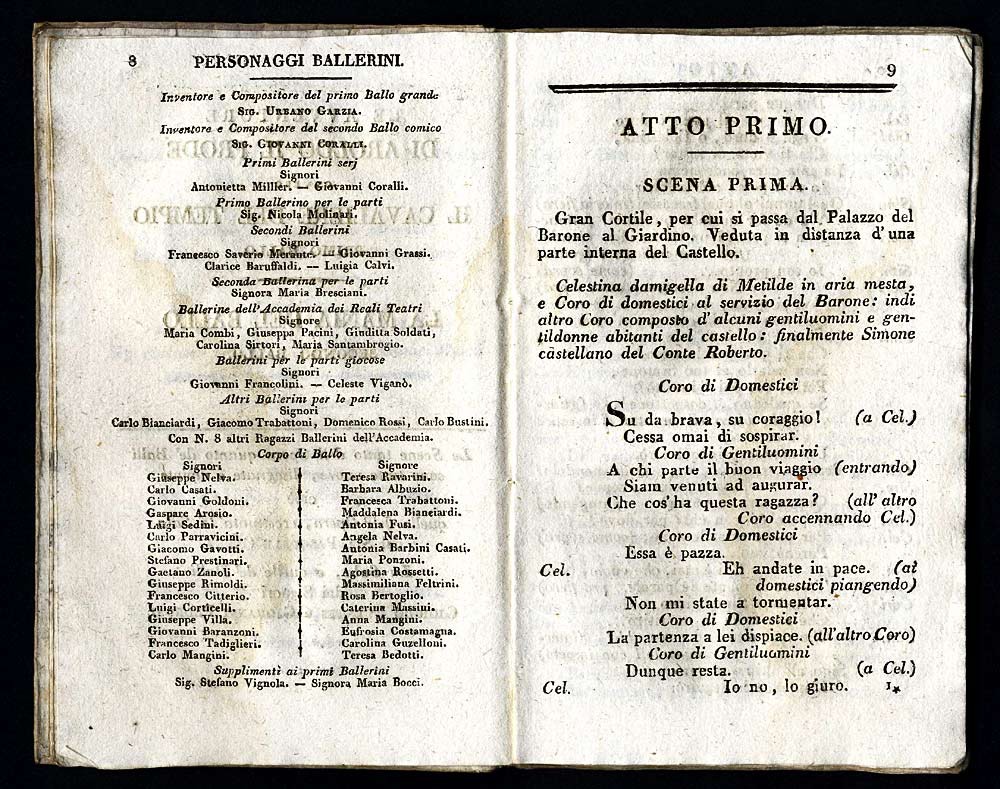 8
PERSONAGGI BALLERINI.
Inventore e Compositore del primo Ballo grande
SIG. URBANO GARZIA.
Inventore e Compositore del secondo Ballo comico
SIG. GIOVANNI CORALLI.
Primi Ballerini serj
Signori
Antonietta Milller. — Giovanni Coralli.
Primo Ballerino per le parti
Sig. Nicola Molinari.
Secondi Ballerini
Signori
Francesco Saverio Merante. — Giovanni Grassi.
Clarice Baruffaldi. — Luigia Calvi.
Seconda Ballerina per le parti
Signora Maria Bresciani.
Ballerine dell'Accademia dei Reali Teatri
Signore
Maria Combi, Giuseppa Pacini, Giuditta Soldati,
Carolina Sirtori, Maria Santambrogio.
Ballerini per le parti giocose
Signori
Giovanni Francolini. — Celeste Viganò.
Altri Ballerini per le parti
Signori
Carlo Bianciardi, Giacomo Trabattoni, Domenico Rossi, Carlo Bustini,
Con N. 8 altri Ragazzi Ballerini dell'Accademia.
Corpo di Ballo
Signori
Giuseppe Nelva.
Carlo Casati.
Giovanni Goldoni.
Gaspare Arosio.
Luigi Sedini.
Carlo Parravicini.
Giacomo Gavotti.
Stefano Prestinari.
Gaetano Zanoli.
Giuseppe Rimoldi.
Francesco Citterio.
Luigi Corticelli.
Giuseppe Villa.
Giovanni Baranzoni.
Francesco Tadiglieri.
Carlo Mangini.
Signore
Teresa Ravarini.
Barbara Albuzio.
Francesca Trabattoni.
Maddalena Bianciardi.
Antonia Fusi.
Angela Nelva.
Antonia Barbini Casati.
Maria Ponzoni.
Agostina Rossetti.
Massimiliana Feltrini.
Rosa Bertoglio.
Caterina Massini.
Anna Mangini.
Eufrosia Costamagna.
Carolina Guzelloni.
Teresa Bedotti.
Supplimenti ai primi Ballerini
Sig. Stefano Vignola. — Signora Maria Bocci.
9
ATTO PRIMO.
SCENA PRIMA.
Gran Cortile, per cui si passa dal Palazzo del
Barone al Giardino. Veduta in distanza d'una
parte interna del Castello.
Celestina damigella di Metilde in aria mesta,
e Coro di domestici al servizio del Barone: indi
altro Coro composto d'alcuni gentiluomini e gen-
tildonne abitanti del castello: finalmente Simone
castellano del Conte Roberto.
Coro di Domestici
Su da brava, su coraggio! (a Cel.)
Cessa omai di sospirar.
Coro di Gentiluomini
A chi parte il buon viaggio (entrando)
Siam venuti ad augurar.
Che cos'ha questa ragazza? (all'altro
Coro accennando Cel.)
Coro di Domestici
Essa è pazza.
Cel. Eh andate in pace. (ai
domestici piangendo)
Non mi state a tormentar.
Coro di Domestici
La partenza a lei dispiace. (all'altro Coro)
Coro di Gentiluomini
Dunque resta. (a Cel.)
Cel. Io no, lo giuro. 1*